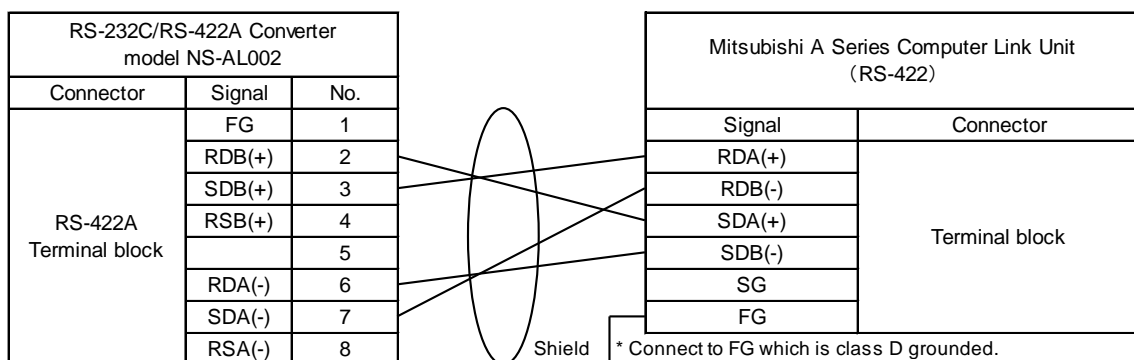 RS-232C/RS-422A Converter
model NS-AL002
Connector Signal No.
FG 1
RDB(+) 2
SDB(+) 3
RSB(+) 4
5
RDA(-) 6
SDA(-) 7
RSA(-) 8
RS-422A
Terminal block
Shield
Mitsubishi A Series Computer Link Unit
(RS-422)
Signal Connector
RDA(+)
RDB(-)
SDA(+)
SDB(-)
SG
FG
Terminal block
* Connect to FG which is class D grounded.